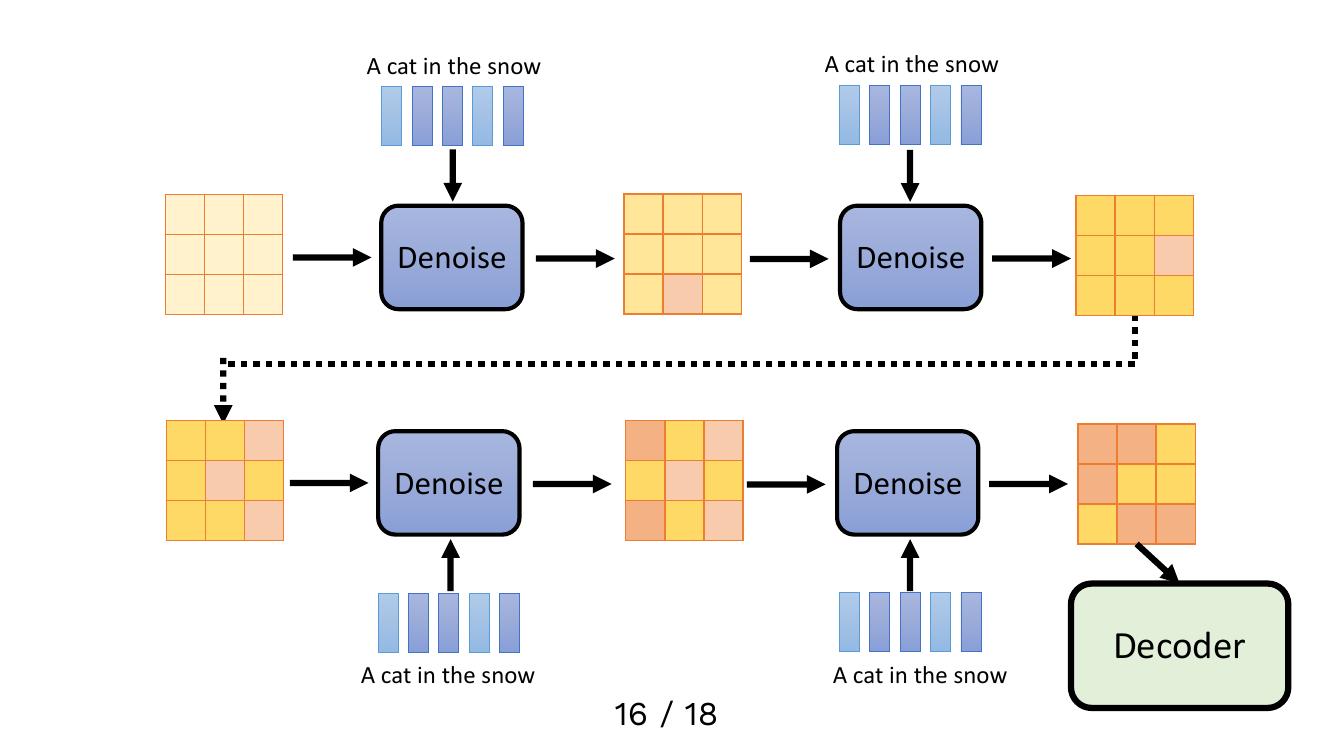 A cat in the snow
A cat in the snow
Denoise
Denoise
Denoise
Denoise
A cat in the snow
A cat in the snow
Decoder
16 / 18